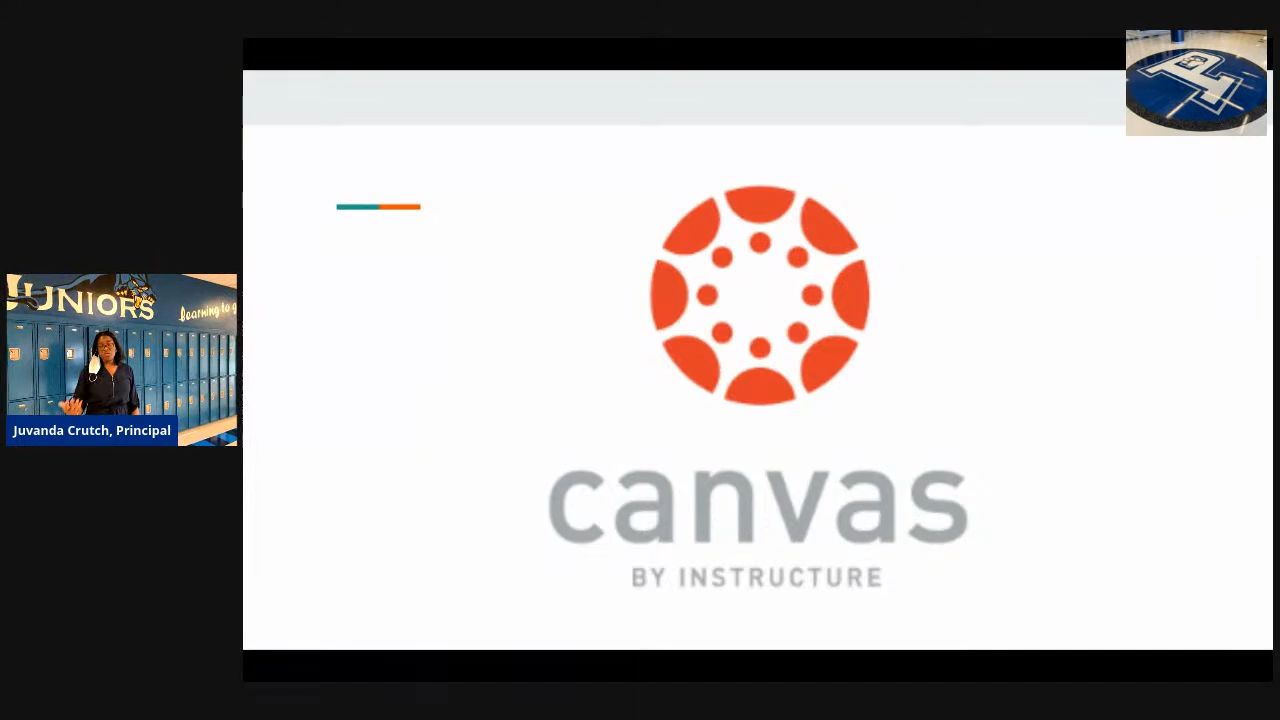 JUNIORS
learning to g
Juvanda Crutch, Principal
canvas
BY INSTRUCTURE